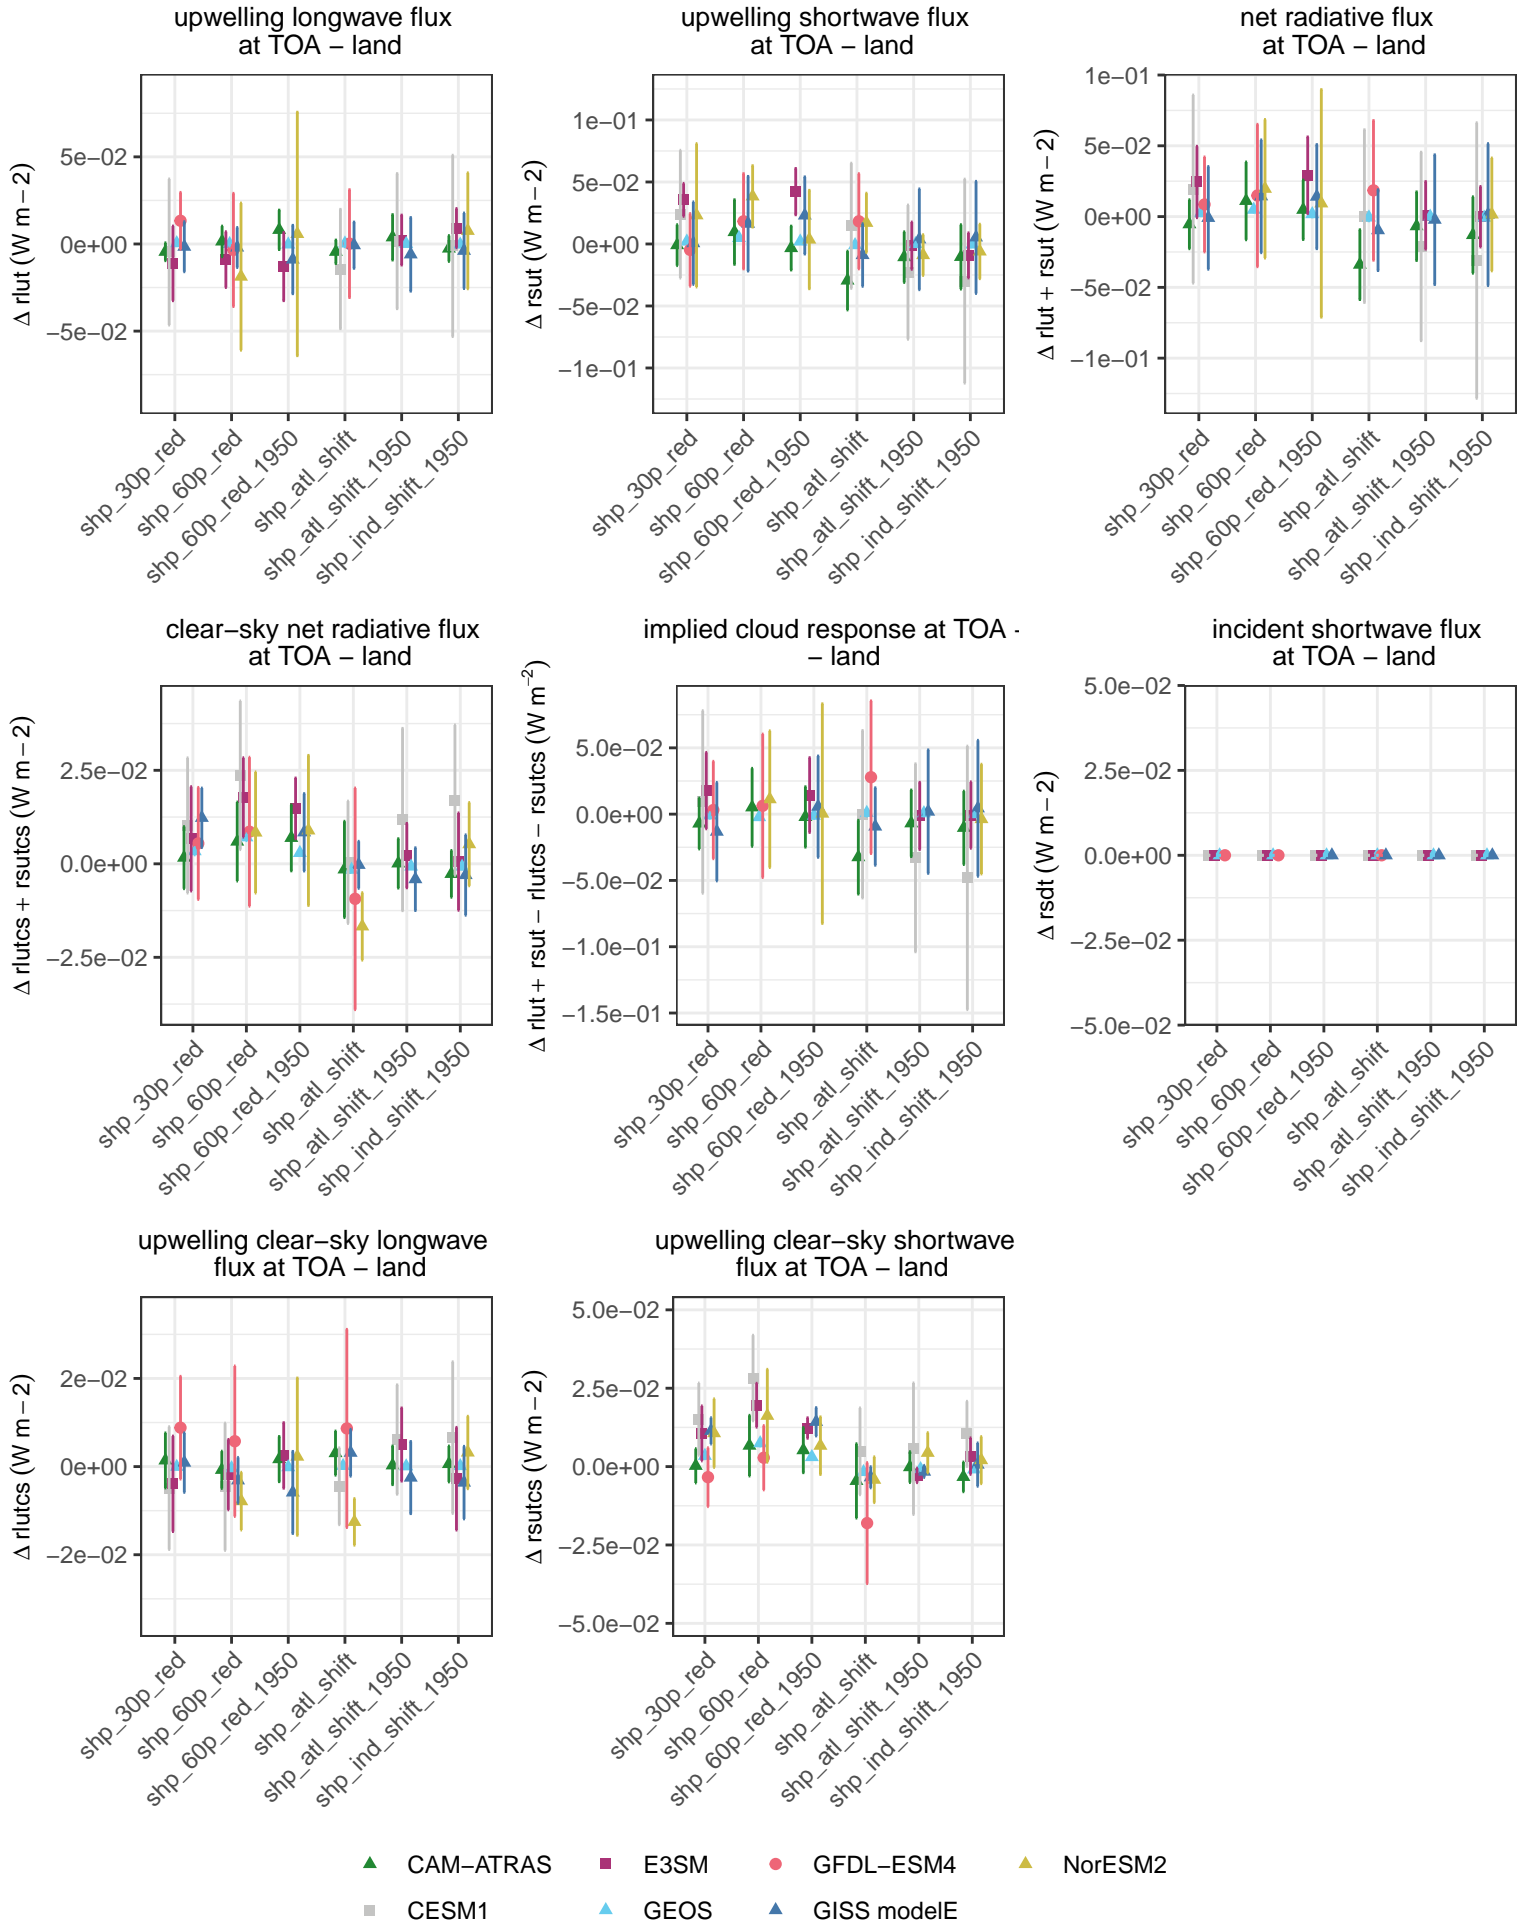 upwelling longwave flux
at TOA − land
Δ rlut (W m − 2)
5e−02
0e+00
−5e−02
shp_30p_red
shp_60p_red
shp_60p_red_1950
shp_atl_shift
shp_atl_shift_1950
shp_ind_shift_1950
upwelling shortwave flux
at TOA − land
Δ rsut (W m − 2)
1e−01
5e−02
0e+00
−5e−02
−1e−01
shp_30p_red
shp_60p_red
shp_60p_red_1950
shp_atl_shift
shp_atl_shift_1950
shp_ind_shift_1950
net radiative flux
at TOA − land
Δ rlut + rsut (W m − 2)
1e−01
5e−02
0e+00
−5e−02
−1e−01
shp_30p_red
shp_60p_red
shp_60p_red_1950
shp_atl_shift
shp_atl_shift_1950
shp_ind_shift_1950
clear−sky net radiative flux
at TOA − land
Δ rlutcs + rsutcs (W m − 2)
2.5e−02
0.0e+00
−2.5e−02
shp_30p_red
shp_60p_red
shp_60p_red_1950
shp_atl_shift
shp_atl_shift_1950
shp_ind_shift_1950
implied cloud response at TOA -
− land
Δ rlut + rsut − rlutcs − rsutcs (W m⁻²)
5.0e−02
0.0e+00
−5.0e−02
−1.0e−01
−1.5e−01
shp_30p_red
shp_60p_red
shp_60p_red_1950
shp_atl_shift
shp_atl_shift_1950
shp_ind_shift_1950
incident shortwave flux
at TOA − land
Δ rsdt (W m − 2)
5.0e−02
2.5e−02
0.0e+00
−2.5e−02
−5.0e−02
shp_30p_red
shp_60p_red
shp_60p_red_1950
shp_atl_shift
shp_atl_shift_1950
shp_ind_shift_1950
upwelling clear−sky longwave
flux at TOA − land
Δ rlutcs (W m − 2)
2e−02
0e+00
−2e−02
shp_30p_red
shp_60p_red
shp_60p_red_1950
shp_atl_shift
shp_atl_shift_1950
shp_ind_shift_1950
upwelling clear−sky shortwave
flux at TOA − land
Δ rsutcs (W m − 2)
5.0e−02
2.5e−02
0.0e+00
−2.5e−02
−5.0e−02
shp_30p_red
shp_60p_red
shp_60p_red_1950
shp_atl_shift
shp_atl_shift_1950
shp_ind_shift_1950
CAM−ATRAS
E3SM
GFDL−ESM4
NorESM2
CESM1
GEOS
GISS modelE